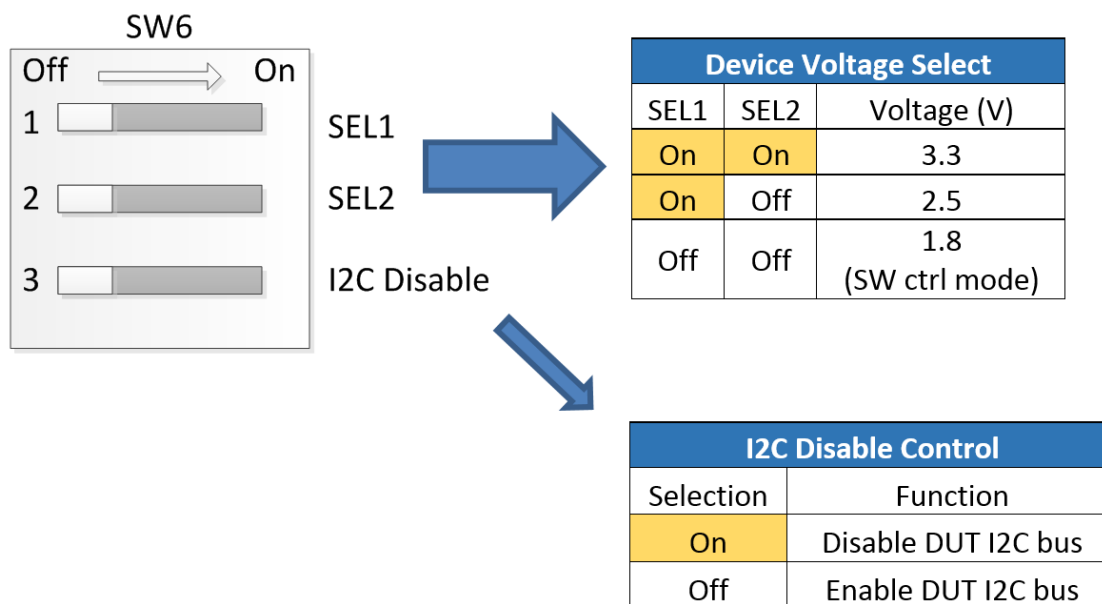 SW6
Off On
1
SEL1
2
SEL2
3
I2C Disable
Device Voltage Select
SEL1 SEL2 Voltage (V)
On On 3.3
On Off 2.5
Off Off 1.8
(SW ctrl mode)
I2C Disable Control
Selection Function
On Disable DUT I2C bus
Off Enable DUT I2C bus